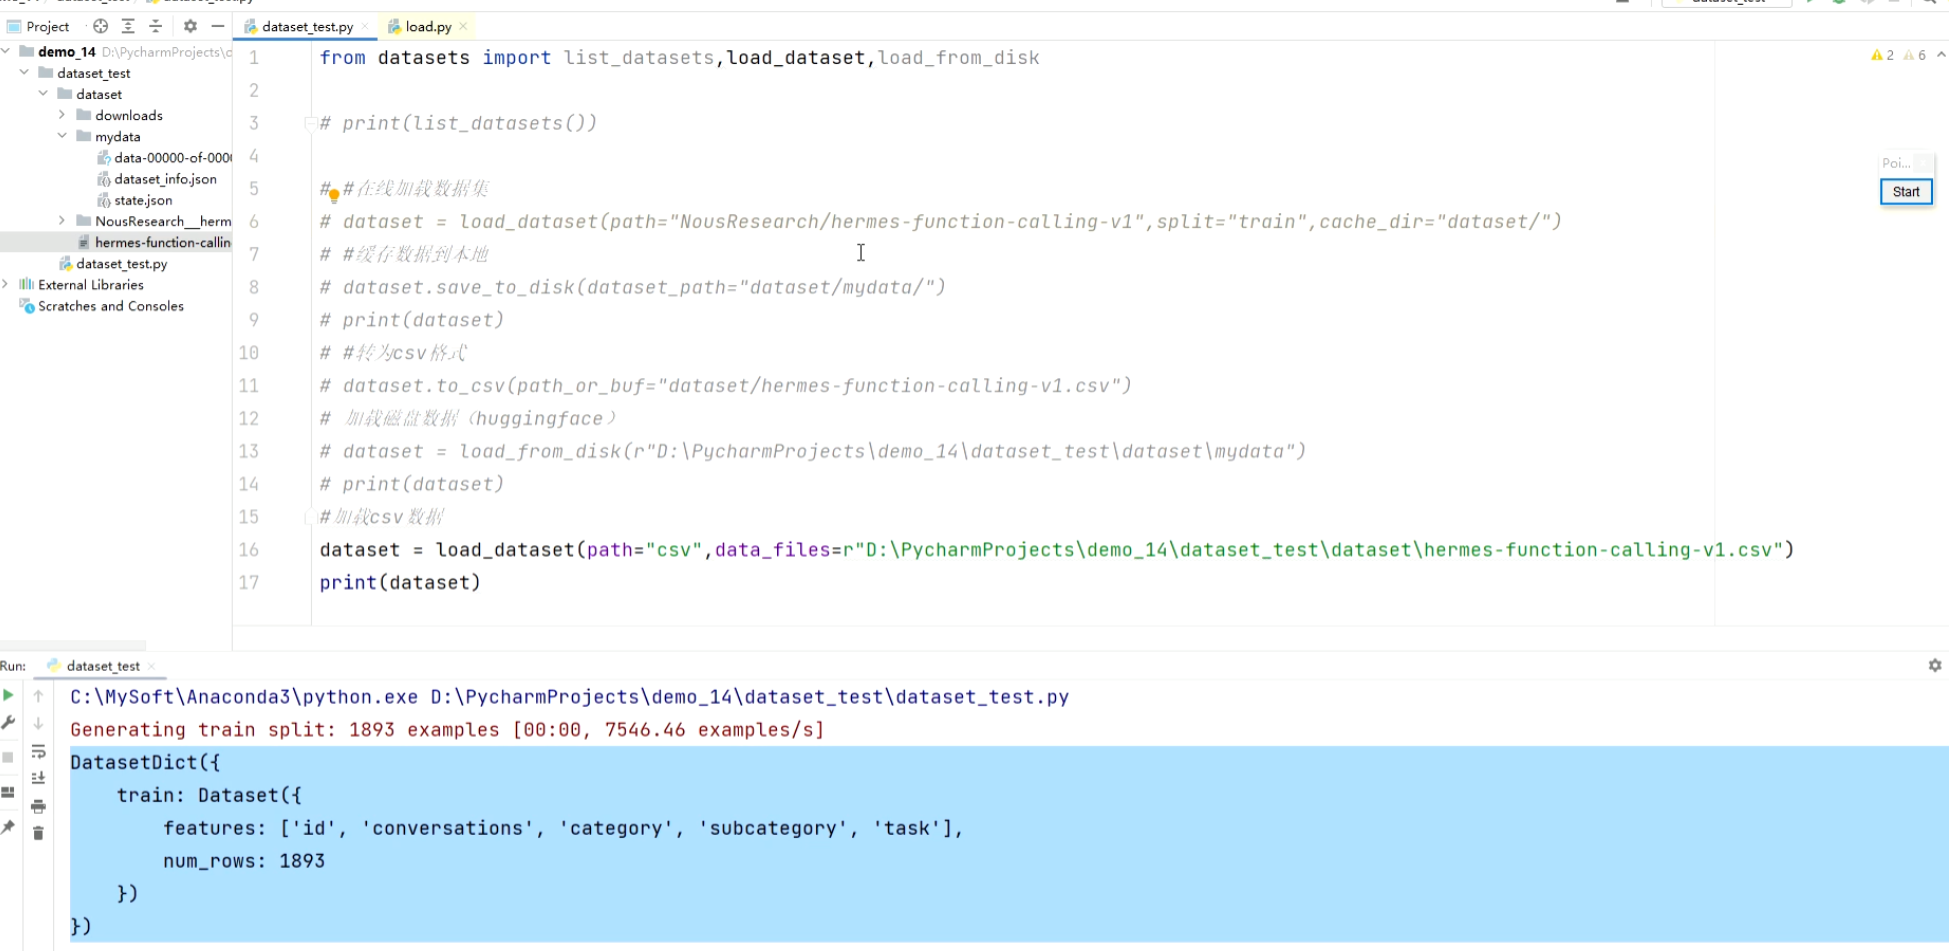 Project
dataset_test.py
load.py
demo_14 D:\PycharmProjects\d
dataset_test
dataset
downloads
mydata
data-00000-of-000
dataset_info.json
state.json
NousResearch__herm
hermes-function-callin
dataset_test.py
External Libraries
Scratches and Consoles
1 from datasets import list_datasets,load_dataset,load_from_disk
2
3 # print(list_datasets())
4
5 # #在线加载数据集
6 # dataset = load_dataset(path="NousResearch/hermes-function-calling-v1",split="train",cache_dir="dataset/")
7 # #缓存数据到本地
8 # dataset.save_to_disk(dataset_path="dataset/mydata/")
9 # print(dataset)
10 # #转为csv格式
11 # dataset.to_csv(path_or_buf="dataset/hermes-function-calling-v1.csv")
12 # 加载磁盘数据（huggingface）
13 # dataset = load_from_disk(r"D:\PycharmProjects\demo_14\dataset_test\dataset\mydata")
14 # print(dataset)
15 #加载csv数据
16 dataset = load_dataset(path="csv",data_files=r"D:\PycharmProjects\demo_14\dataset_test\dataset\hermes-function-calling-v1.csv")
17 print(dataset)
2 6
Poi...
Start
Run: dataset_test
C:\MySoft\Anaconda3\python.exe D:\PycharmProjects\demo_14\dataset_test\dataset_test.py
Generating train split: 1893 examples [00:00, 7546.46 examples/s]
DatasetDict({
train: Dataset({
features: ['id', 'conversations', 'category', 'subcategory', 'task'],
num_rows: 1893
})
})